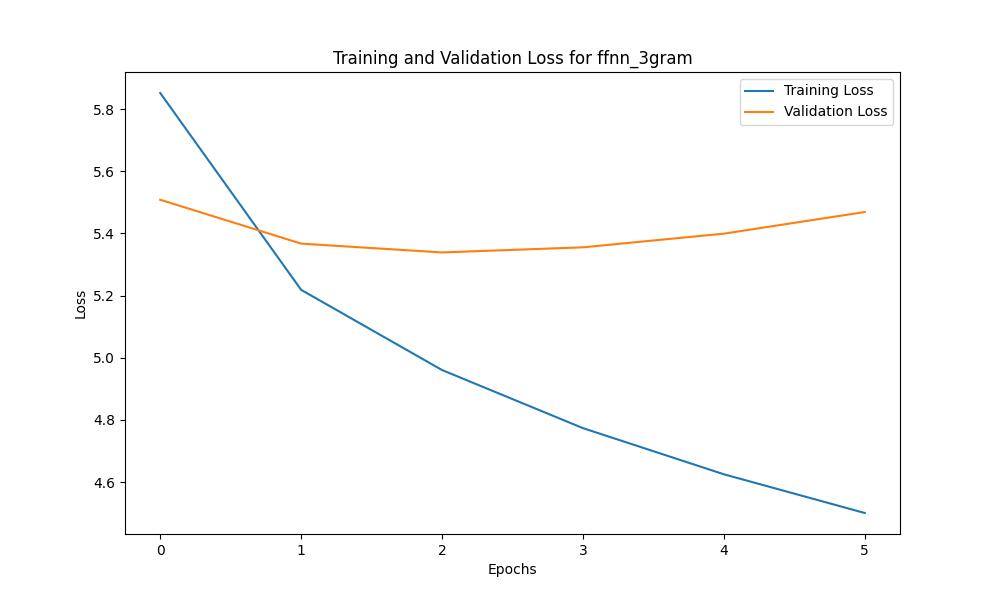 Training and Validation Loss for ffnn_3gram
Training Loss
Validation Loss
5.8
5.6
5.4
5.2
5.0
4.8
4.6
Loss
0 1 2 3 4 5
Epochs